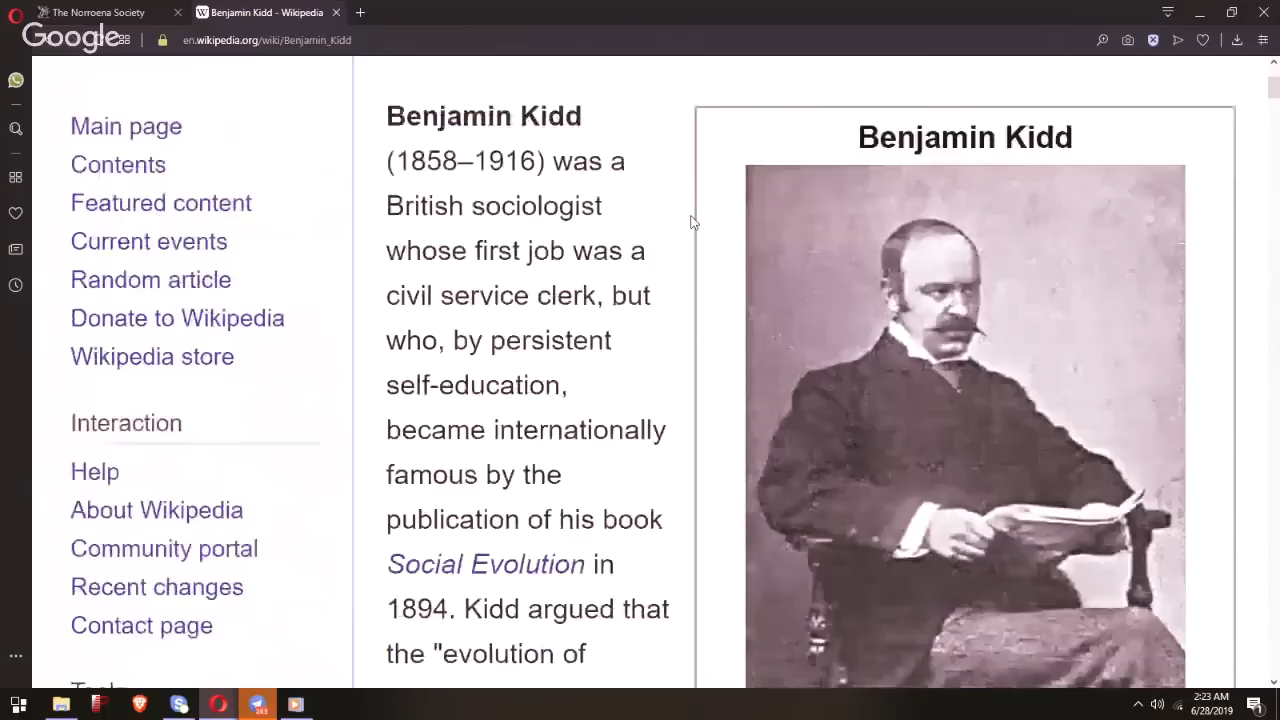 The Norroena Society
Benjamin Kidd - Wikipedia
Google
en.wikipedia.org/wiki/Benjamin_Kidd
Main page
Contents
Featured content
Current events
Random article
Donate to Wikipedia
Wikipedia store
Interaction
Help
About Wikipedia
Community portal
Recent changes
Contact page
Benjamin Kidd
(1858–1916) was a
British sociologist
whose first job was a
civil service clerk, but
who, by persistent
self-education,
became internationally
famous by the
publication of his book
Social Evolution in
1894. Kidd argued that
the "evolution of
Benjamin Kidd
2:23 AM
6/28/2019